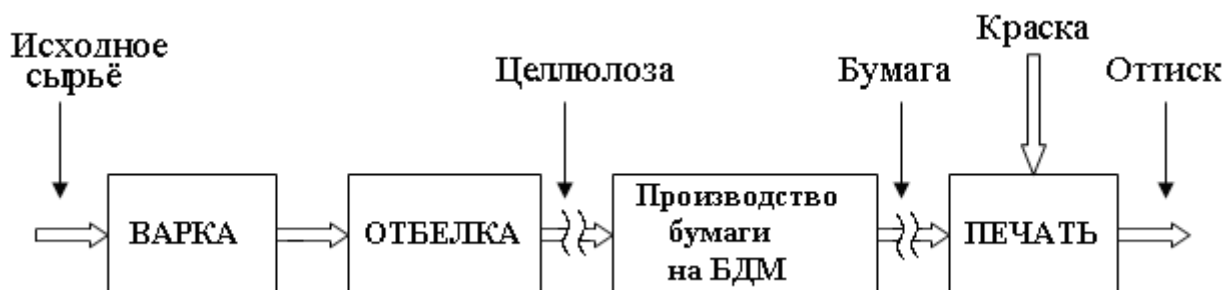 Исходное
сырьё
Целлюлоза
Бумага
Краска
Оттиск
ВАРКА
ОТБЕЛКА
Производство
бумаги
на БДМ
ПЕЧАТЬ